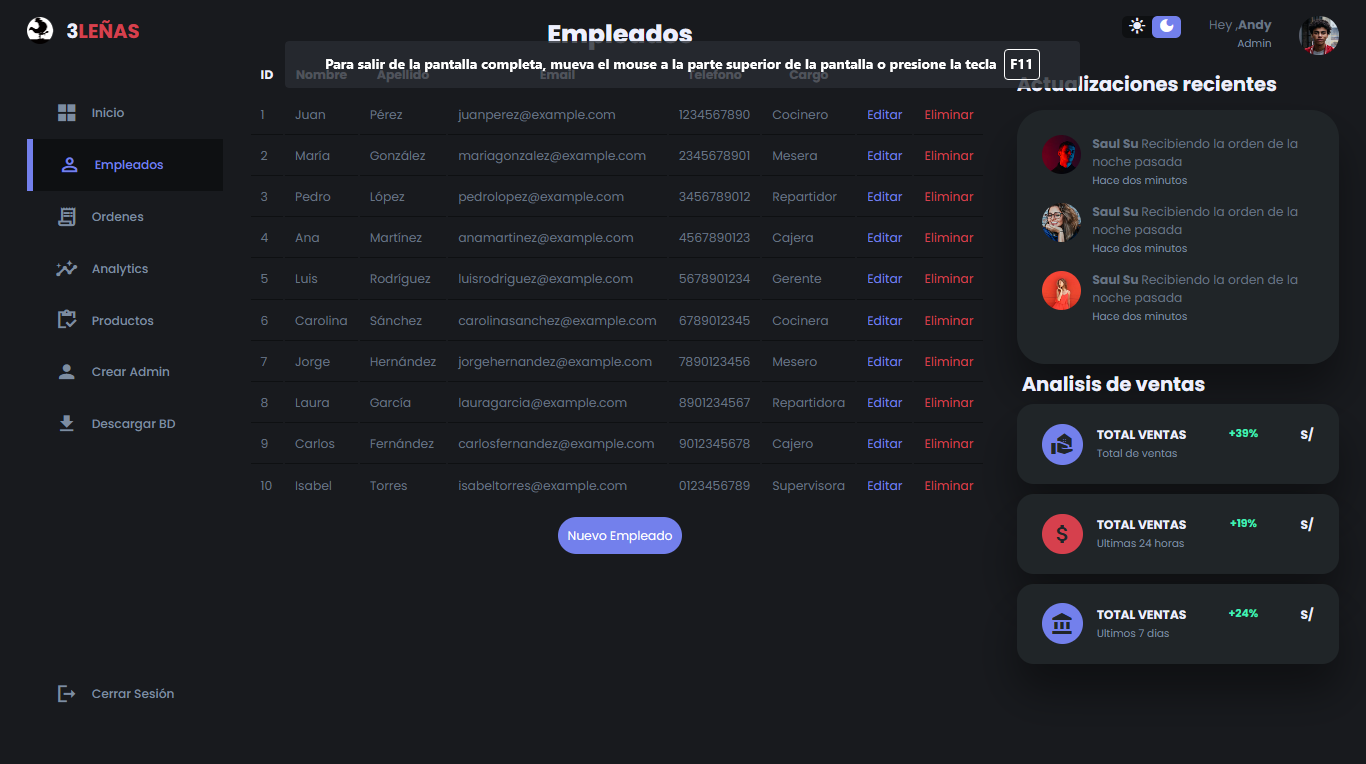 3LEÑAS
Inicio
Empleados
Ordenes
Analytics
Productos
Crear Admin
Descargar BD
Cerrar Sesión
Empleados
Para salir de la pantalla completa, mueva el mouse a la parte superior de la pantalla o presione la tecla F11
ID Nombre Apellido Email Telefono Cargo
1 Juan Pérez juanperez@example.com 1234567890 Cocinero Editar Eliminar
2 María González mariagonzalez@example.com 2345678901 Mesera Editar Eliminar
3 Pedro López pedrolopez@example.com 3456789012 Repartidor Editar Eliminar
4 Ana Martínez anamartinez@example.com 4567890123 Cajera Editar Eliminar
5 Luis Rodríguez luisrodriguez@example.com 5678901234 Gerente Editar Eliminar
6 Carolina Sánchez carolinasanchez@example.com 6789012345 Cocinera Editar Eliminar
7 Jorge Hernández jorgehernandez@example.com 7890123456 Mesero Editar Eliminar
8 Laura García lauragarcia@example.com 8901234567 Repartidora Editar Eliminar
9 Carlos Fernández carlosfernandez@example.com 9012345678 Cajero Editar Eliminar
10 Isabel Torres isabeltorres@example.com 0123456789 Supervisora Editar Eliminar
Nuevo Empleado
Hey ,Andy
Admin
Actualizaciones recientes
Saul Su Recibiendo la orden de la
noche pasada
Hace dos minutos
Saul Su Recibiendo la orden de la
noche pasada
Hace dos minutos
Saul Su Recibiendo la orden de la
noche pasada
Hace dos minutos
Analisis de ventas
TOTAL VENTAS +39% S/
Total de ventas
TOTAL VENTAS +19% S/
Ultimas 24 horas
TOTAL VENTAS +24% S/
Ultimos 7 dias